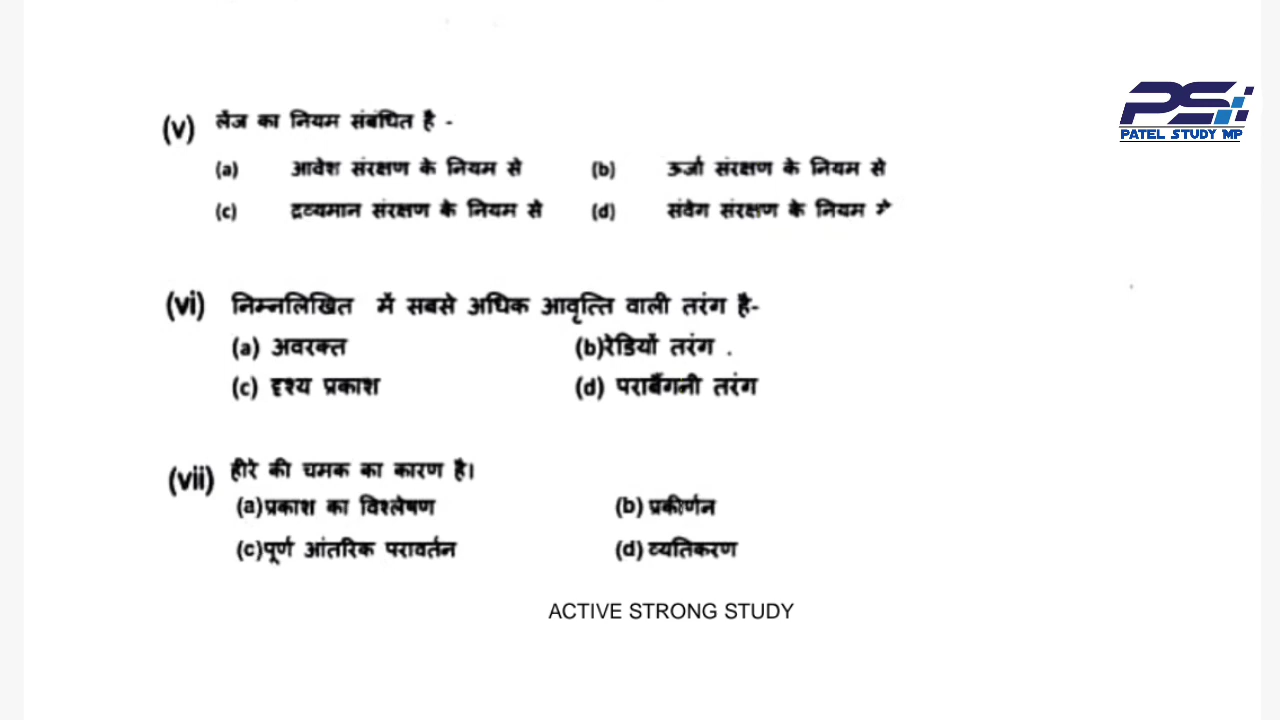 PATEL STUDY MP
(v) लेंज का नियम संबंधित है -
(a) आवेश संरक्षण के नियम से (b) ऊर्जा संरक्षण के नियम से
(c) द्रव्यमान संरक्षण के नियम से (d) संवेग संरक्षण के नियम से
(vi) निम्नलिखित में सबसे अधिक आवृत्ति वाली तरंग है-
(a) अवरक्त (b)रेडियों तरंग .
(c) दृश्य प्रकाश (d) पराबैंगनी तरंग
(vii) हीरे की चमक का कारण है।
(a)प्रकाश का विश्लेषण (b) प्रकीर्णन
(c)पूर्ण आंतरिक परावर्तन (d) व्यतिकरण
ACTIVE STRONG STUDY